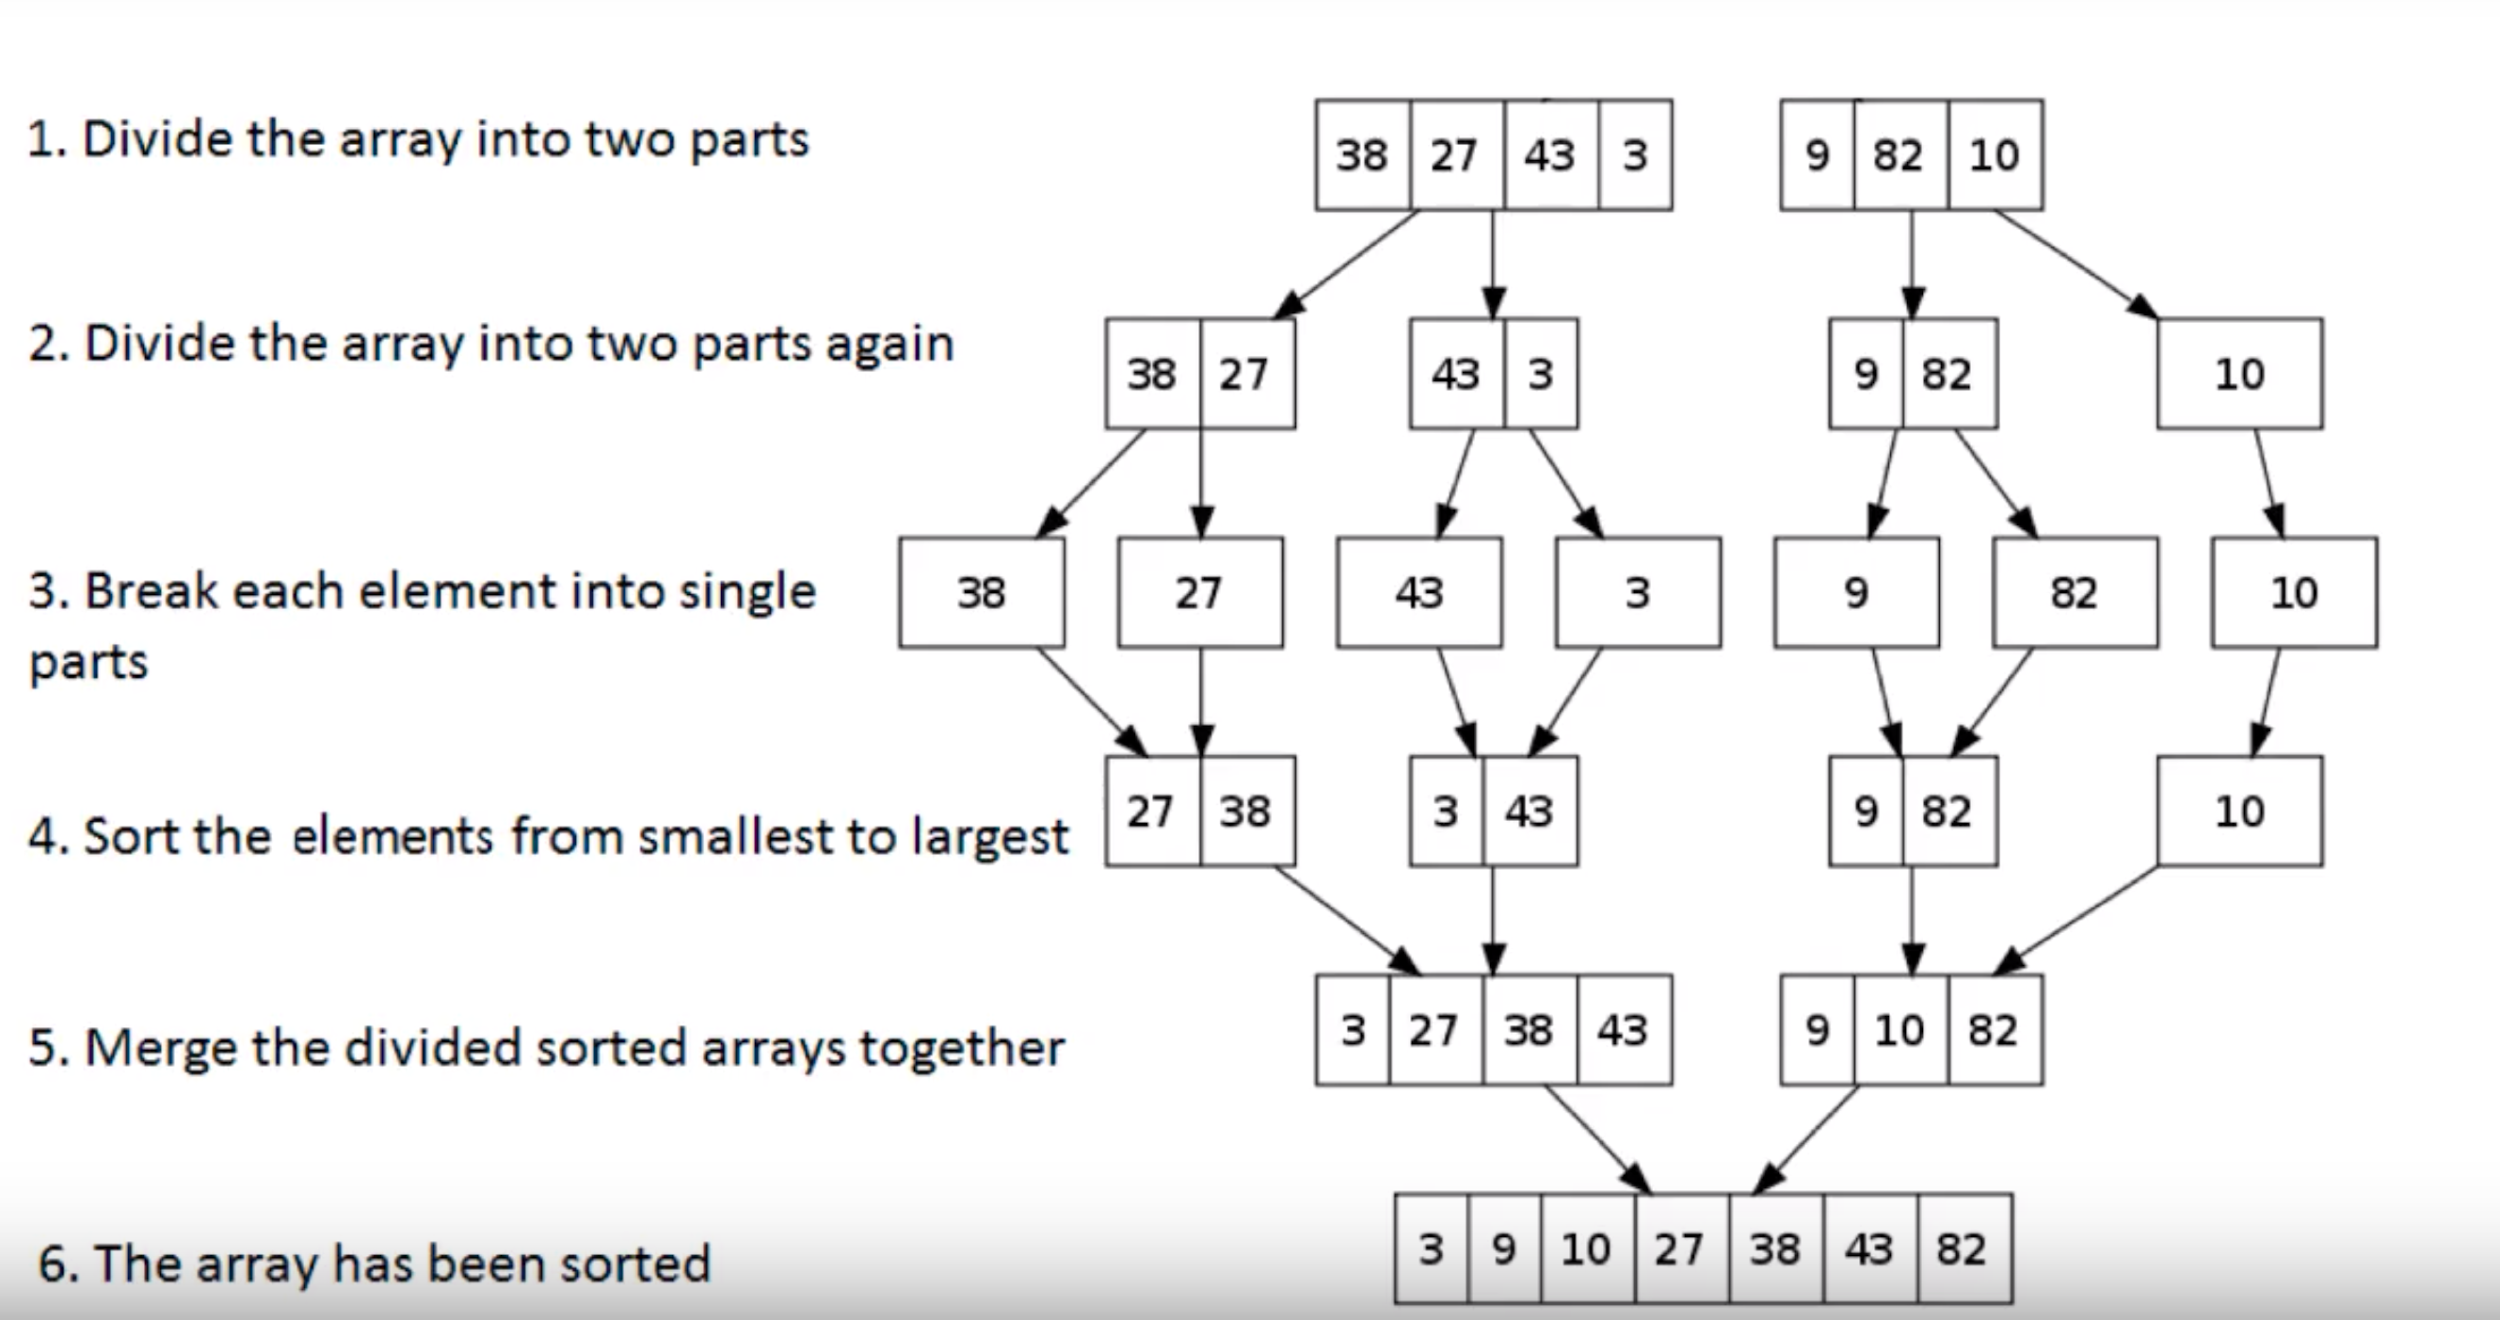 1. Divide the array into two parts
38 27 43 3 9 82 10
2. Divide the array into two parts again
38 27 43 3 9 82 10
3. Break each element into single
parts
38 27 43 3 9 82 10
4. Sort the elements from smallest to largest
27 38 3 43 9 82 10
5. Merge the divided sorted arrays together
3 27 38 43 9 10 82
6. The array has been sorted
3 9 10 27 38 43 82